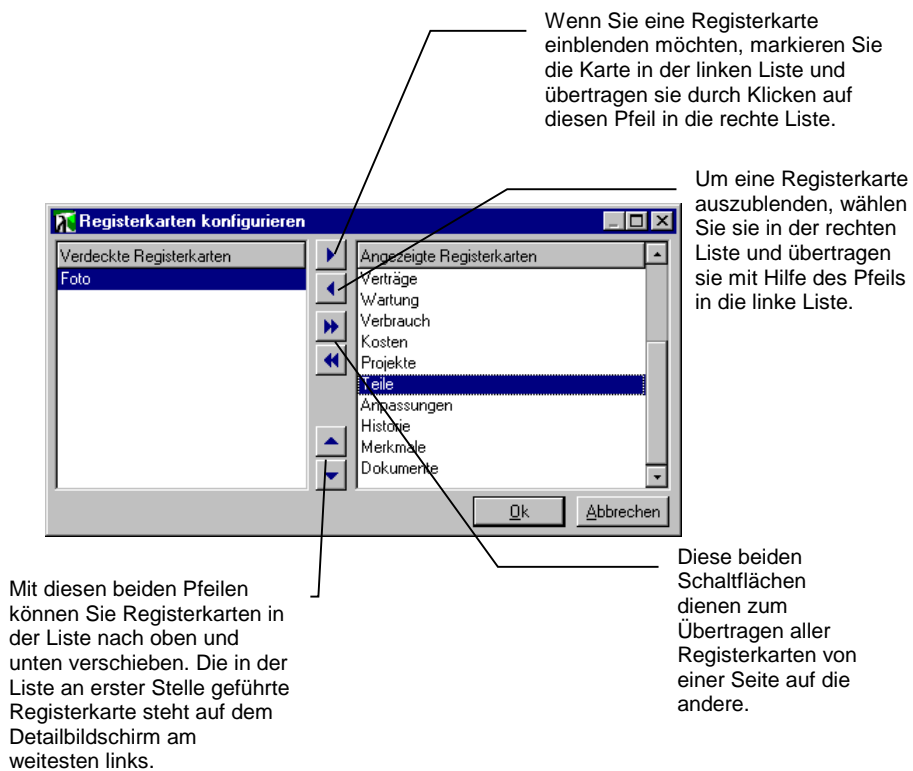 Wenn Sie eine Registerkarte
einblenden möchten, markieren Sie
die Karte in der linken Liste und
übertragen sie durch Klicken auf
diesen Pfeil in die rechte Liste.
Um eine Registerkarte
auszublenden, wählen
Sie sie in der rechten
Liste und übertragen
sie mit Hilfe des Pfeils
in die linke Liste.
Registerkarten konfigurieren
Verdeckte Registerkarten
Foto
Angezeigte Registerkarten
Verträge
Wartung
Verbrauch
Kosten
Projekte
Teile
Anpassungen
Historie
Merkmale
Dokumente
Ok
Abbrechen
Mit diesen beiden Pfeilen
können Sie Registerkarten in
der Liste nach oben und
unten verschieben. Die in der
Liste an erster Stelle geführte
Registerkarte steht auf dem
Detailbildschirm am
weitesten links.
Diese beiden
Schaltflächen
dienen zum
Übertragen aller
Registerkarten von
einer Seite auf die
andere.